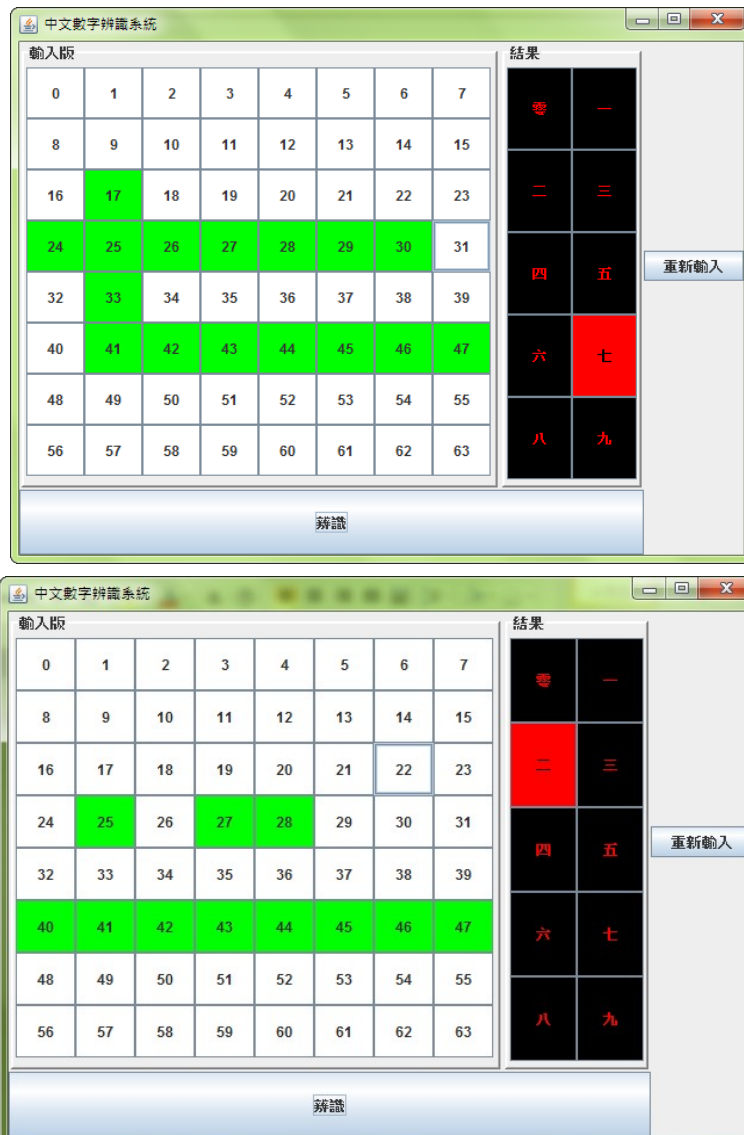 中文數字辨識系統
輸入版
結果
0 1 2 3 4 5 6 7
8 9 10 11 12 13 14 15
16 17 18 19 20 21 22 23
24 25 26 27 28 29 30 31
32 33 34 35 36 37 38 39
40 41 42 43 44 45 46 47
48 49 50 51 52 53 54 55
56 57 58 59 60 61 62 63
零 一
二 三
四 五
六 七
八 九
重新輸入
辨識
中文數字辨識系統
輸入版
結果
0 1 2 3 4 5 6 7
8 9 10 11 12 13 14 15
16 17 18 19 20 21 22 23
24 25 26 27 28 29 30 31
32 33 34 35 36 37 38 39
40 41 42 43 44 45 46 47
48 49 50 51 52 53 54 55
56 57 58 59 60 61 62 63
零 一
二 三
四 五
六 七
八 九
重新輸入
辨識